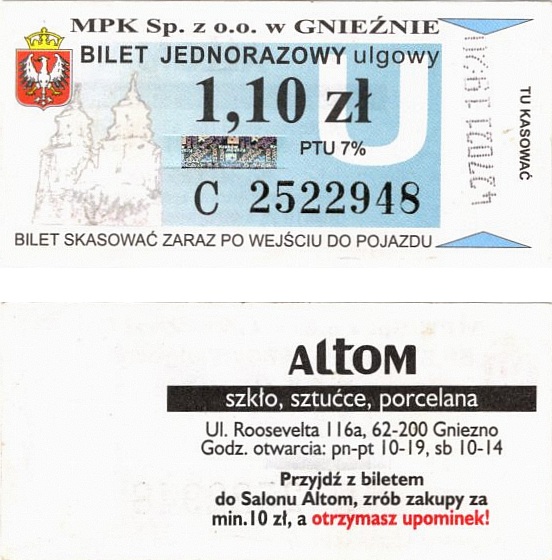 MPK Sp. z o.o. w GNIEŹNIE
BILET JEDNORAZOWY ulgowy
1,10 zł
U
PTU 7%
C 2522948
BILET SKASOWAĆ ZARAZ PO WEJŚCIU DO POJAZDU
TU KASOWAĆ
ALtOM
szkło, sztućce, porcelana
Ul. Roosevelta 116a, 62-200 Gniezno
Godz. otwarcia: pn-pt 10-19, sb 10-14
Przyjdź z biletem
do Salonu Altom, zrób zakupy za
min.10 zł, a otrzymasz upominek!